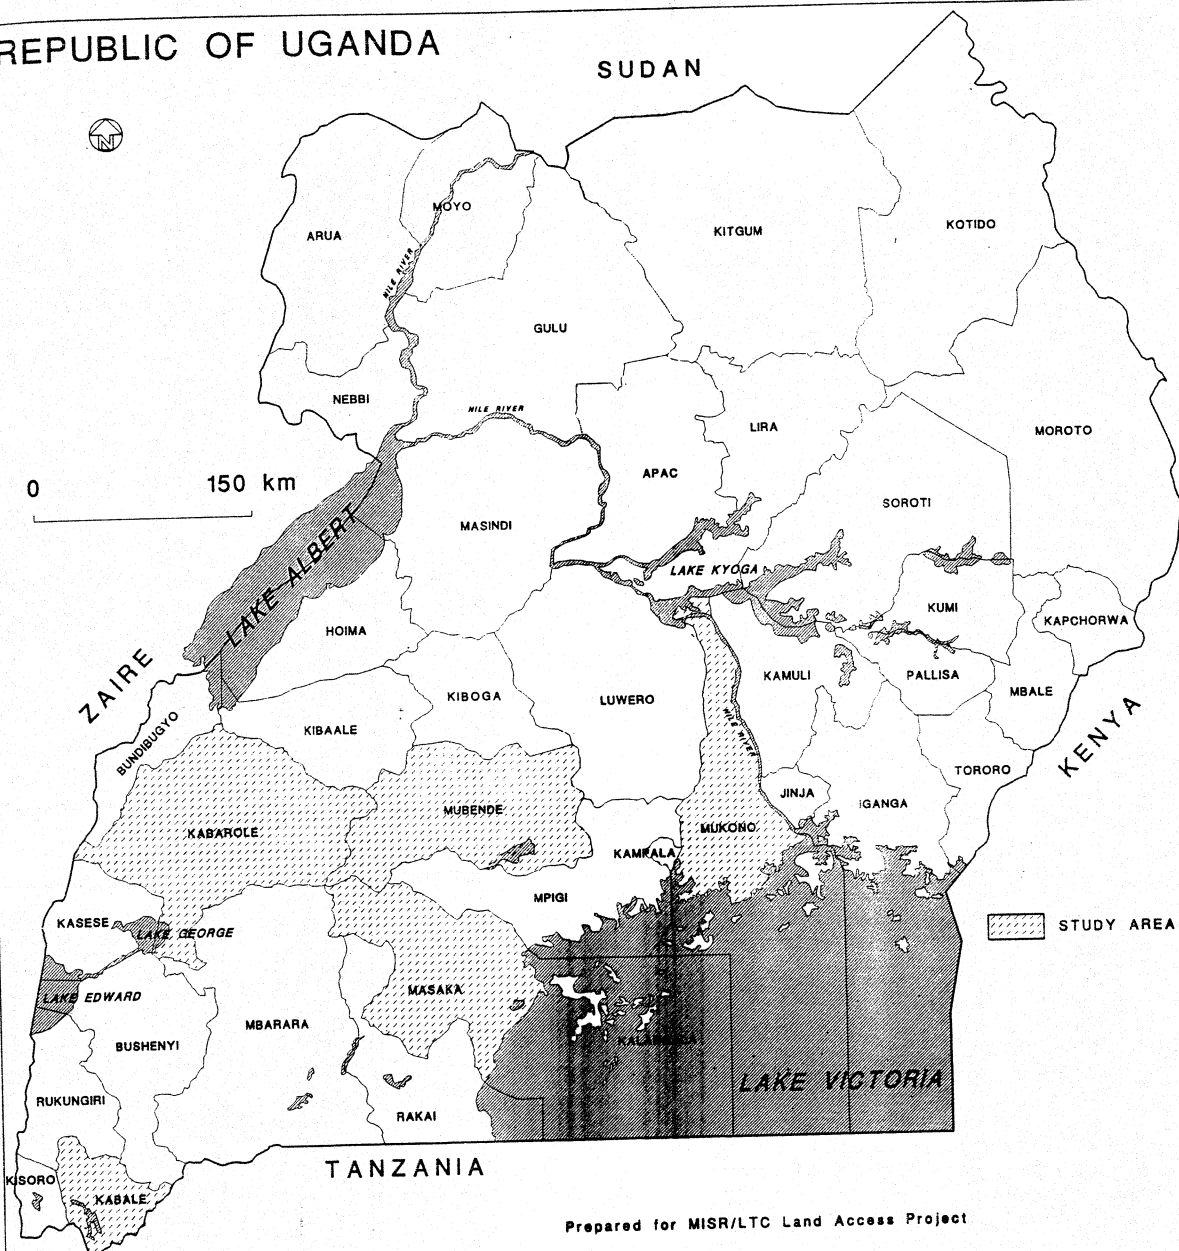 REPUBLIC OF UGANDA
SUDAN
N
MOYO
ARUA
KITGUM
KOTIDO
NILE RIVER
GULU
NEBBI
NILE RIVER
LIRA
MOROTO
APAC
0 150 km
SOROTI
MASINDI
LAKE ALBERT
LAKE KYOGA
KUMI
KAPCHORWA
HOIMA
ZAIRE
KAMULI
PALLISA
MBALE
KIBOGA
LUWERO
KIBAALE
BUNDIBUGYO
NILE RIVER
KENYA
TORORO
JINJA
IGANGA
MUBENDE
KABAROLE
MUKONO
KAMPALA
MPIGI
KASESE
LAKE GEORGE
STUDY AREA
LAKE EDWARD
MASAKA
MBARARA
BUSHENYI
LAKE VICTORIA
RUKUNGIRI
RAKAI
TANZANIA
KISORO
KABALE
Prepared for MISR/LTC Land Access Project